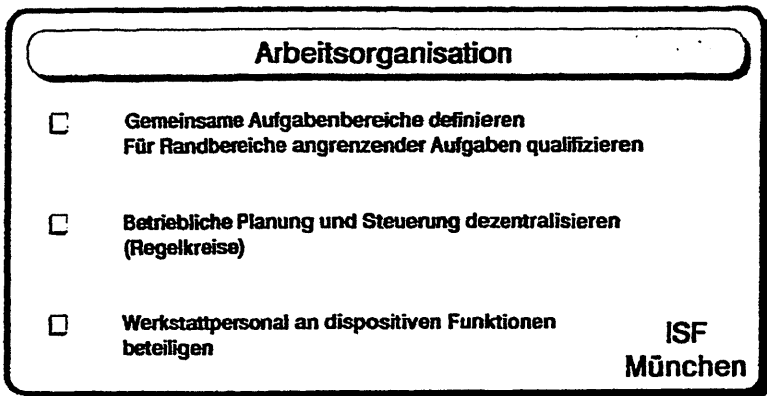 Arbeitsorganisation
Gemeinsame Aufgabenbereiche definieren
Für Randbereiche angrenzender Aufgaben qualifizieren
Betriebliche Planung und Steuerung dezentralisieren
(Regelkreise)
Werkstattpersonal an dispositiven Funktionen
beteiligen
ISF
München